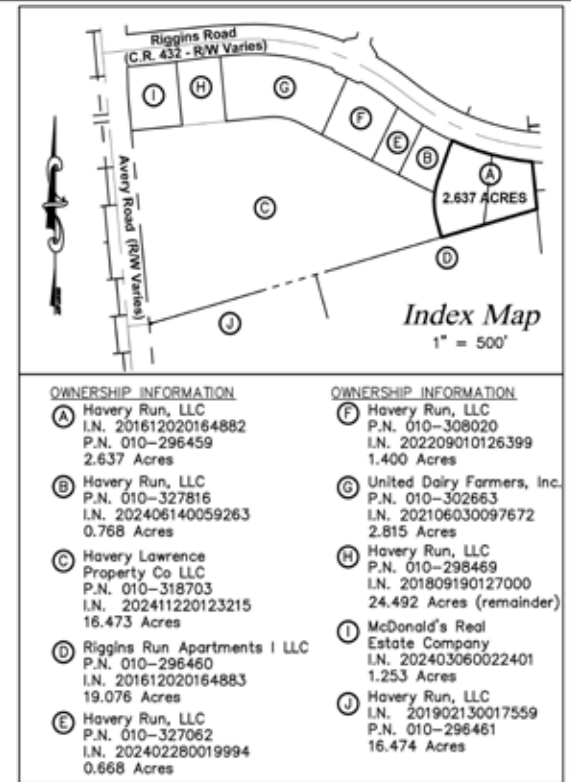 Riggins Road
(C.R. 432 - R/W Varies)
I
H
G
F
E
B
A
2.637 ACRES
C
D
J
Avery Road (R/W Varies)
Index Map
1" = 500'
OWNERSHIP INFORMATION
A Havery Run, LLC
I.N. 201612020164882
P.N. 010-296459
2.637 Acres
B Havery Run, LLC
P.N. 010-327816
I.N. 202406140059263
0.768 Acres
C Havery Lawrence
Property Co LLC
P.N. 010-318703
I.N. 202411220123215
16.473 Acres
D Riggins Run Apartments I LLC
P.N. 010-296460
I.N. 201612020164883
19.076 Acres
E Havery Run, LLC
P.N. 010-327062
I.N. 202402280019994
0.668 Acres
OWNERSHIP INFORMATION
F Havery Run, LLC
P.N. 010-308020
I.N. 202209010126399
1.400 Acres
G United Dairy Farmers, Inc.
P.N. 010-302663
I.N. 202106030097672
2.815 Acres
H Havery Run, LLC
P.N. 010-298469
I.N. 201809190127000
24.492 Acres (remainder)
I McDonald's Real
Estate Company
I.N. 202403060022401
1.253 Acres
J Havery Run, LLC
I.N. 201902130017559
P.N. 010-296461
16.474 Acres